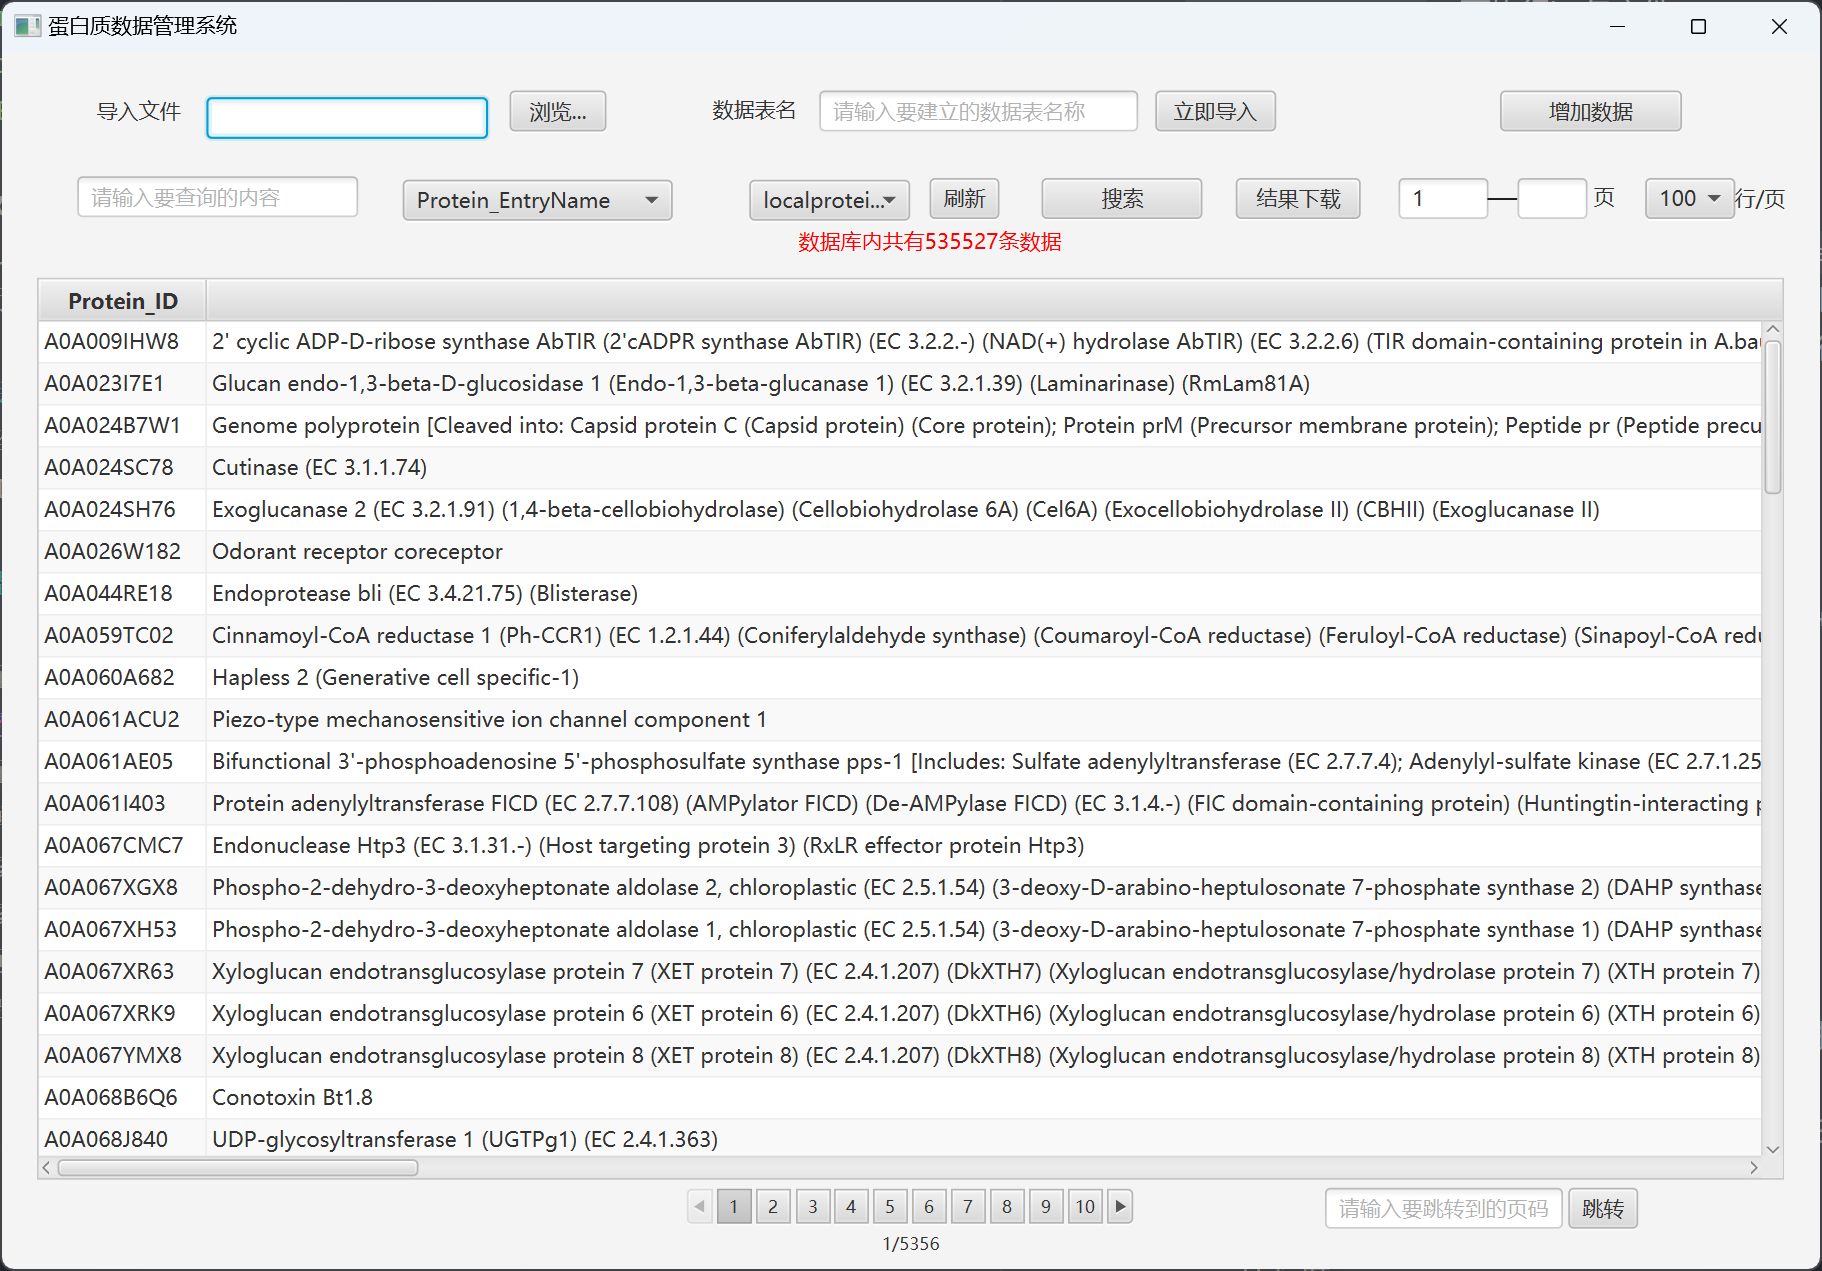 蛋白质数据管理系统
导入文件 浏览... 数据表名 请输入要建立的数据表名称 立即导入 增加数据
请输入要查询的内容 Protein_EntryName localprotei... 刷新 搜索 结果下载 1 — 页 100 行/页
数据库内共有535527条数据
Protein_ID
A0A009IHW8 2' cyclic ADP-D-ribose synthase AbTIR (2'cADPR synthase AbTIR) (EC 3.2.2.-) (NAD(+) hydrolase AbTIR) (EC 3.2.2.6) (TIR domain-containing protein in A.bau
A0A023I7E1 Glucan endo-1,3-beta-D-glucosidase 1 (Endo-1,3-beta-glucanase 1) (EC 3.2.1.39) (Laminarinase) (RmLam81A)
A0A024B7W1 Genome polyprotein [Cleaved into: Capsid protein C (Capsid protein) (Core protein); Protein prM (Precursor membrane protein); Peptide pr (Peptide precu
A0A024SC78 Cutinase (EC 3.1.1.74)
A0A024SH76 Exoglucanase 2 (EC 3.2.1.91) (1,4-beta-cellobiohydrolase) (Cellobiohydrolase 6A) (Cel6A) (Exocellobiohydrolase II) (CBHII) (Exoglucanase II)
A0A026W182 Odorant receptor coreceptor
A0A044RE18 Endoprotease bli (EC 3.4.21.75) (Blisterase)
A0A059TC02 Cinnamoyl-CoA reductase 1 (Ph-CCR1) (EC 1.2.1.44) (Coniferylaldehyde synthase) (Coumaroyl-CoA reductase) (Feruloyl-CoA reductase) (Sinapoyl-CoA redu
A0A060A682 Hapless 2 (Generative cell specific-1)
A0A061ACU2 Piezo-type mechanosensitive ion channel component 1
A0A061AE05 Bifunctional 3'-phosphoadenosine 5'-phosphosulfate synthase pps-1 [Includes: Sulfate adenylyltransferase (EC 2.7.7.4); Adenylyl-sulfate kinase (EC 2.7.1.25
A0A061I403 Protein adenylyltransferase FICD (EC 2.7.7.108) (AMPylator FICD) (De-AMPylase FICD) (EC 3.1.4.-) (FIC domain-containing protein) (Huntingtin-interacting p
A0A067CMC7 Endonuclease Htp3 (EC 3.1.31.-) (Host targeting protein 3) (RxLR effector protein Htp3)
A0A067XGX8 Phospho-2-dehydro-3-deoxyheptonate aldolase 2, chloroplastic (EC 2.5.1.54) (3-deoxy-D-arabino-heptulosonate 7-phosphate synthase 2) (DAHP synthase
A0A067XH53 Phospho-2-dehydro-3-deoxyheptonate aldolase 1, chloroplastic (EC 2.5.1.54) (3-deoxy-D-arabino-heptulosonate 7-phosphate synthase 1) (DAHP synthase
A0A067XR63 Xyloglucan endotransglucosylase protein 7 (XET protein 7) (EC 2.4.1.207) (DkXTH7) (Xyloglucan endotransglucosylase/hydrolase protein 7) (XTH protein 7)
A0A067XRK9 Xyloglucan endotransglucosylase protein 6 (XET protein 6) (EC 2.4.1.207) (DkXTH6) (Xyloglucan endotransglucosylase/hydrolase protein 6) (XTH protein 6)
A0A067YMX8 Xyloglucan endotransglucosylase protein 8 (XET protein 8) (EC 2.4.1.207) (DkXTH8) (Xyloglucan endotransglucosylase/hydrolase protein 8) (XTH protein 8)
A0A068B6Q6 Conotoxin Bt1.8
A0A068J840 UDP-glycosyltransferase 1 (UGTPg1) (EC 2.4.1.363)
1 2 3 4 5 6 7 8 9 10 请输入要跳转到的页码 跳转
1/5356